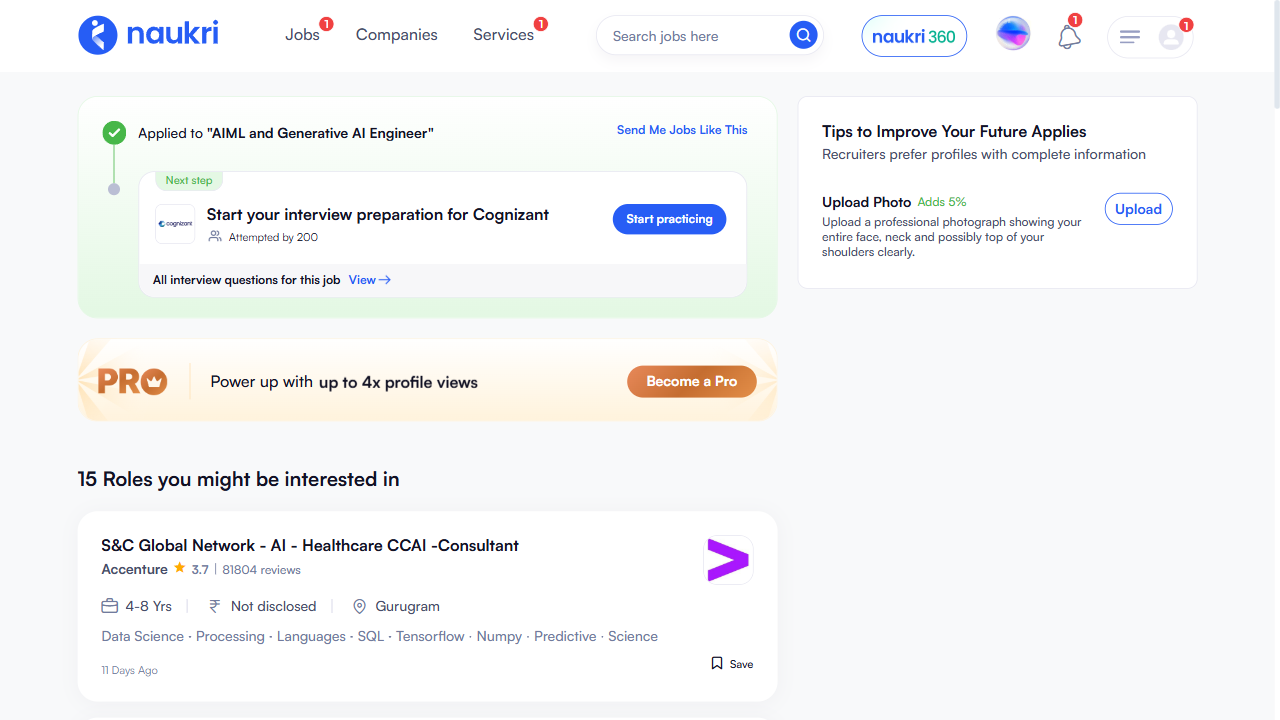 naukri
Jobs 1
Companies
Services 1
Search jobs here
naukri 360
1
1
Applied to "AIML and Generative AI Engineer"
Send Me Jobs Like This
Next step
cognizant
Start your interview preparation for Cognizant
Attempted by 200
Start practicing
All interview questions for this job View
Tips to Improve Your Future Applies
Recruiters prefer profiles with complete information
Upload Photo Adds 5%
Upload a professional photograph showing your
entire face, neck and possibly top of your
shoulders clearly.
Upload
PRO
Power up with up to 4x profile views
Become a Pro
15 Roles you might be interested in
S&C Global Network - AI - Healthcare CCAI -Consultant
Accenture 3.7 | 81804 reviews
4-8 Yrs
₹ Not disclosed
Gurugram
Data Science · Processing · Languages · SQL · Tensorflow · Numpy · Predictive · Science
11 Days Ago
Save